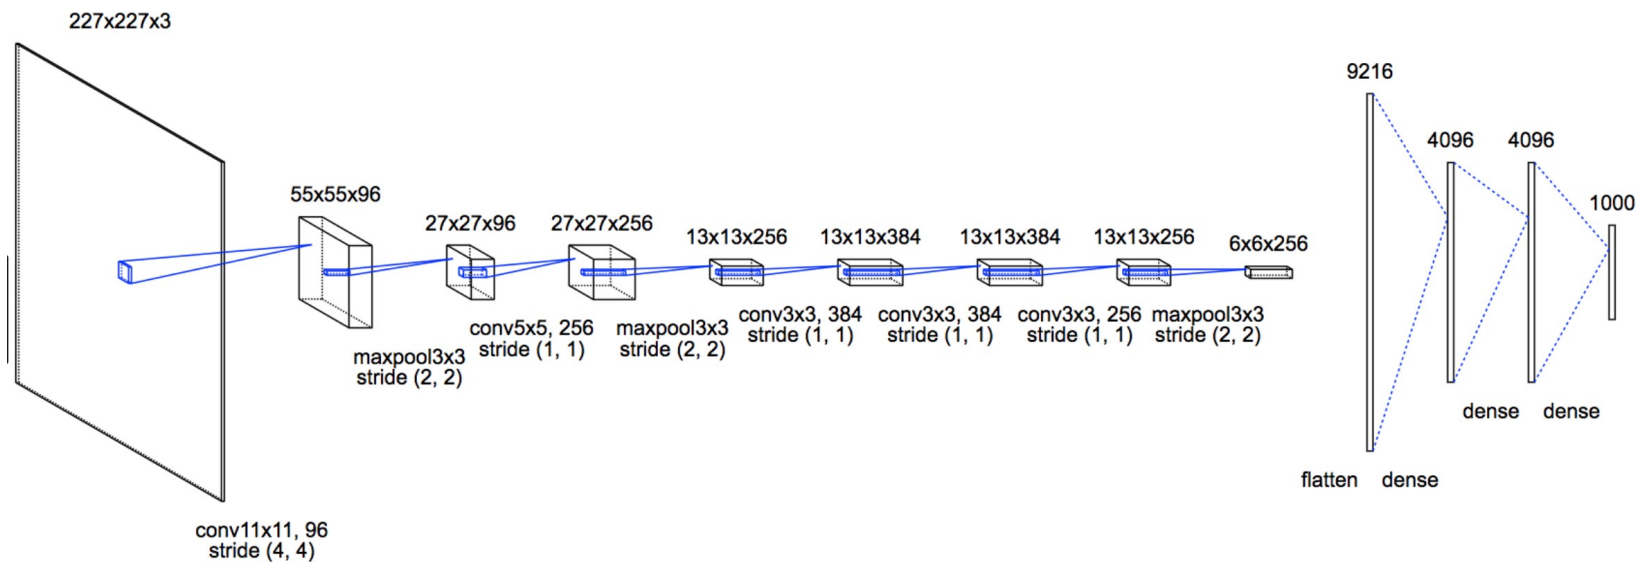 227x227x3
55x55x96
27x27x96
27x27x256
13x13x256
13x13x384
13x13x384
13x13x256
6x6x256
9216
4096
4096
1000
conv11x11, 96
stride (4, 4)
maxpool3x3
stride (2, 2)
conv5x5, 256
stride (1, 1)
maxpool3x3
stride (2, 2)
conv3x3, 384
stride (1, 1)
conv3x3, 384
stride (1, 1)
conv3x3, 256
stride (1, 1)
maxpool3x3
stride (2, 2)
flatten
dense
dense
dense